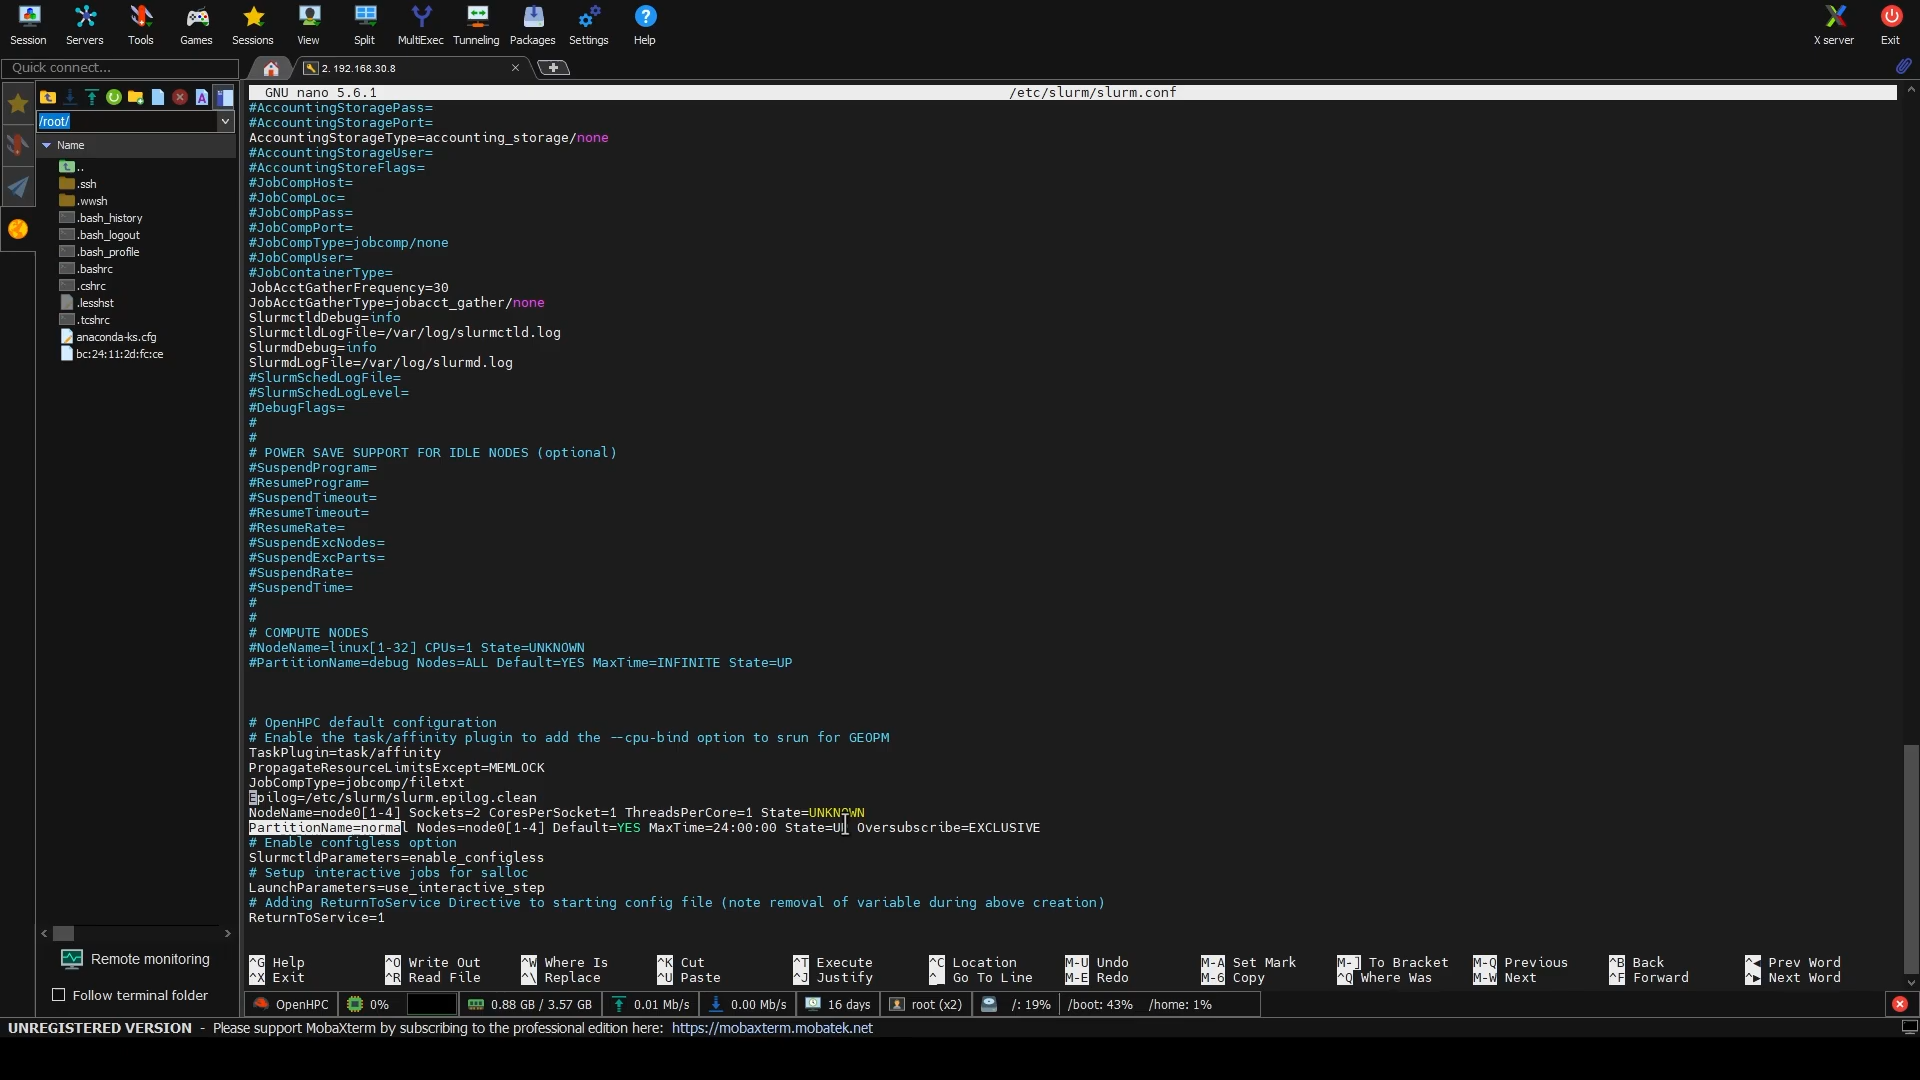 Session Servers Tools Games Sessions View Split MultiExec Tunneling Packages Settings Help X server Exit
Quick connect...
2. 192.168.30.8
/root/
Name
..
.ssh
.wwsh
.bash_history
.bash_logout
.bash_profile
.bashrc
.cshrc
.lesshst
.tcshrc
anaconda-ks.cfg
bc:24:11:2d:fc:ce
Remote monitoring
Follow terminal folder
GNU nano 5.6.1 /etc/slurm/slurm.conf
#AccountingStoragePass=
#AccountingStoragePort=
AccountingStorageType=accounting_storage/none
#AccountingStorageUser=
#AccountingStoreFlags=
#JobCompHost=
#JobCompLoc=
#JobCompPass=
#JobCompPort=
#JobCompType=jobcomp/none
#JobCompUser=
#JobContainerType=
JobAcctGatherFrequency=30
JobAcctGatherType=jobacct_gather/none
SlurmctldDebug=info
SlurmctldLogFile=/var/log/slurmctld.log
SlurmdDebug=info
SlurmdLogFile=/var/log/slurmd.log
#SlurmSchedLogFile=
#SlurmSchedLogLevel=
#DebugFlags=
#
#
# POWER SAVE SUPPORT FOR IDLE NODES (optional)
#SuspendProgram=
#ResumeProgram=
#SuspendTimeout=
#ResumeTimeout=
#ResumeRate=
#SuspendExcNodes=
#SuspendExcParts=
#SuspendRate=
#SuspendTime=
#
#
# COMPUTE NODES
#NodeName=linux[1-32] CPUs=1 State=UNKNOWN
#PartitionName=debug Nodes=ALL Default=YES MaxTime=INFINITE State=UP
# OpenHPC default configuration
# Enable the task/affinity plugin to add the --cpu-bind option to srun for GEOPM
TaskPlugin=task/affinity
PropagateResourceLimitsExcept=MEMLOCK
JobCompType=jobcomp/filetxt
Epilog=/etc/slurm/slurm.epilog.clean
NodeName=node0[1-4] Sockets=2 CoresPerSocket=1 ThreadsPerCore=1 State=UNKNOWN
PartitionName=normal Nodes=node0[1-4] Default=YES MaxTime=24:00:00 State=UP Oversubscribe=EXCLUSIVE
# Enable configless option
SlurmctldParameters=enable_configless
# Setup interactive jobs for salloc
LaunchParameters=use_interactive_step
# Adding ReturnToService Directive to starting config file (note removal of variable during above creation)
ReturnToService=1
^G Help ^O Write Out ^W Where Is ^K Cut ^T Execute ^C Location M-U Undo M-A Set Mark M-] To Bracket M-Q Previous ^B Back ^◀ Prev Word
^X Exit ^R Read File ^\ Replace ^U Paste ^J Justify ^_ Go To Line M-E Redo M-6 Copy ^Q Where Was M-W Next ^F Forward ^▶ Next Word
OpenHPC 0% 0.88 GB / 3.57 GB 0.01 Mb/s 0.00 Mb/s 16 days root (x2) /: 19% /boot: 43% /home: 1%
UNREGISTERED VERSION - Please support MobaXterm by subscribing to the professional edition here: https://mobaxterm.mobatek.net